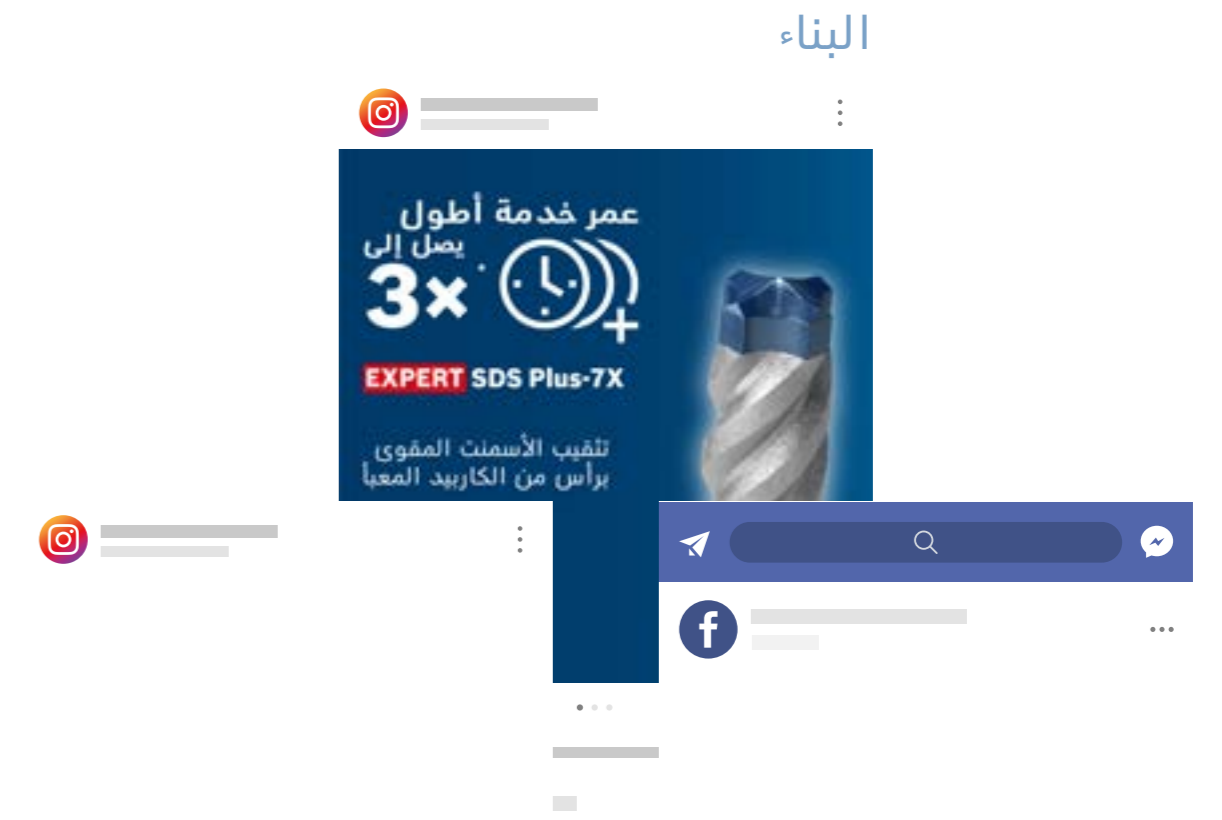 البناء
عمر خدمة أطول
يصل إلى
3x
EXPERT SDS Plus-7X
تثقيب الأسمنت المقوى
برأس من الكاربيد المعبأ